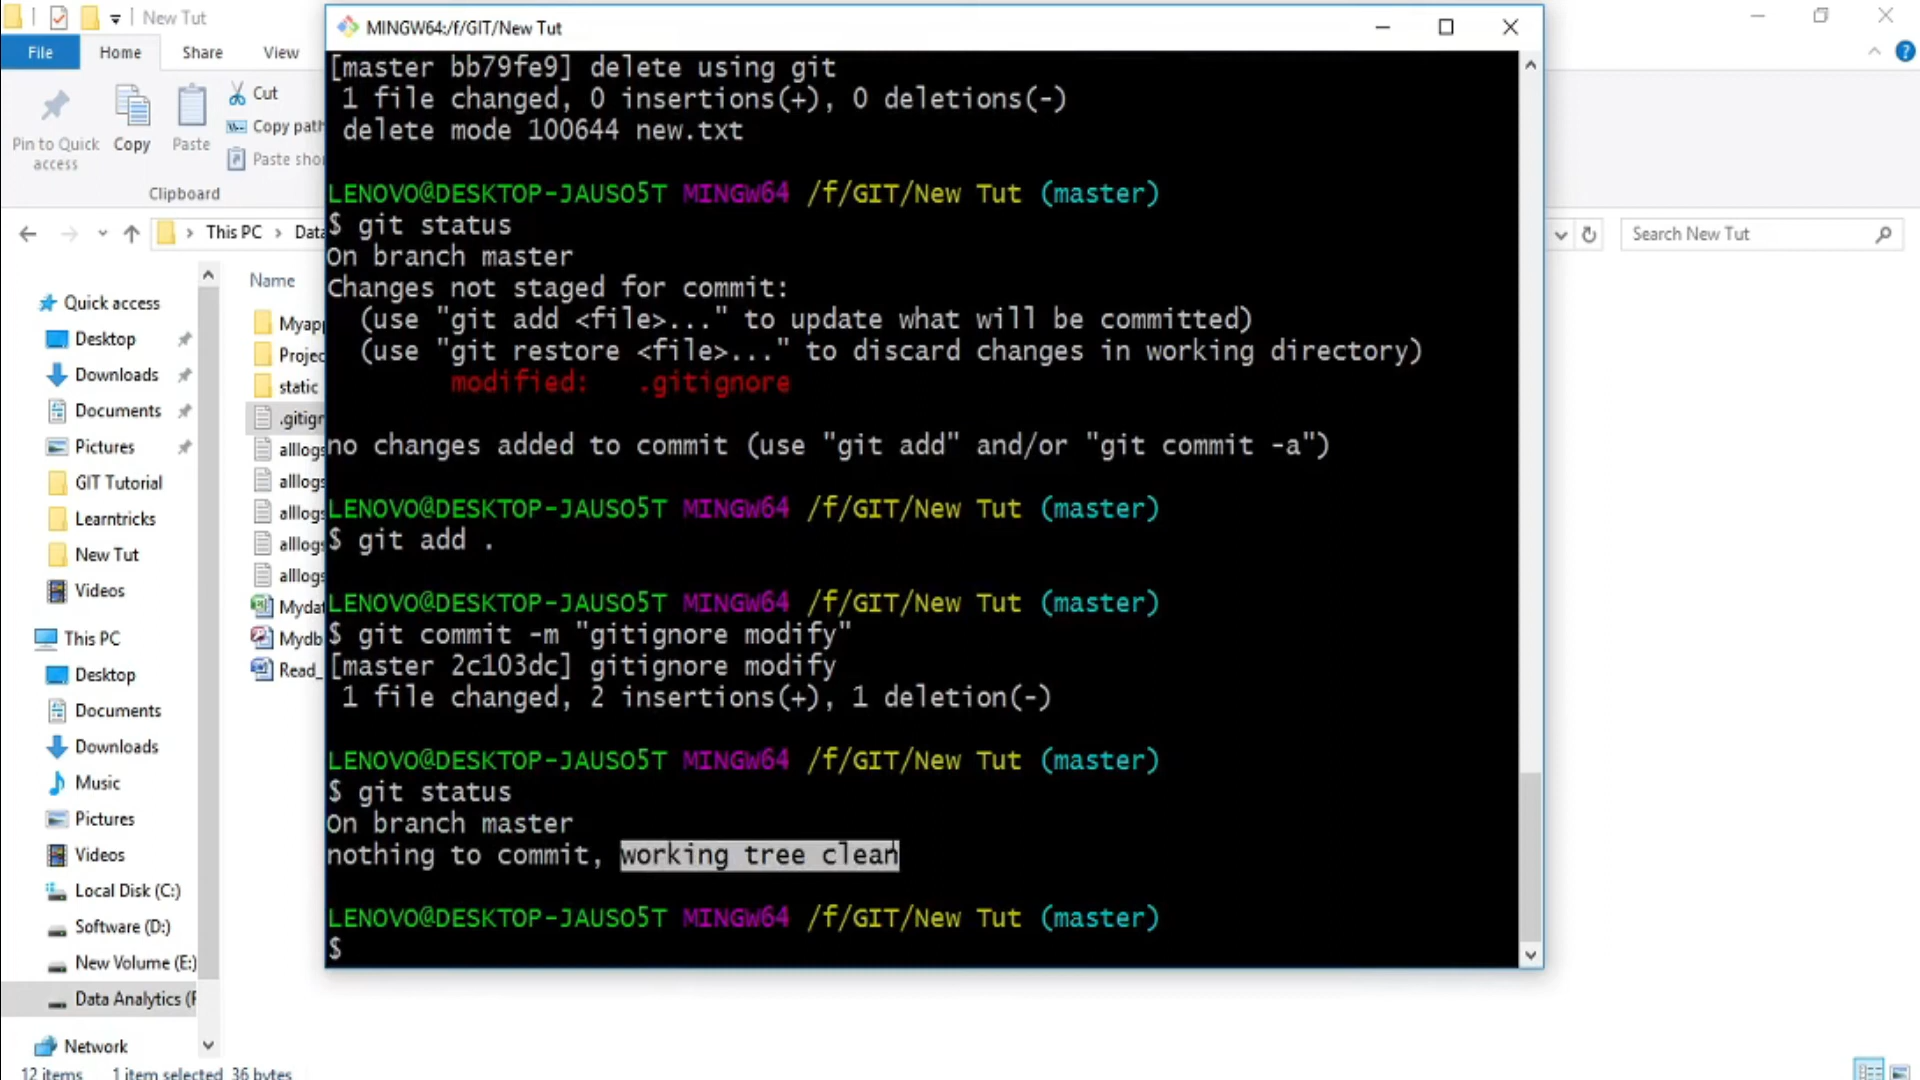 New Tut
File
Home
Share
View
Pin to Quick
access
Copy
Paste
Cut
Copy path
Clipboard
This PC
Search New Tut
Name
Quick access
Desktop
Downloads
Documents
Pictures
GIT Tutorial
Learntricks
New Tut
Videos
This PC
Desktop
Documents
Downloads
Music
Pictures
Videos
Local Disk (C:)
Software (D:)
New Volume (E:)
Data Analytics (F
Network
static
12 items 1 item selected 36 bytes
MINGW64:/f/GIT/New Tut
[master bb79fe9] delete using git
1 file changed, 0 insertions(+), 0 deletions(-)
delete mode 100644 new.txt
LENOVO@DESKTOP-JAUSO5T MINGW64 /f/GIT/New Tut (master)
$ git status
On branch master
Changes not staged for commit:
(use "git add <file>..." to update what will be committed)
(use "git restore <file>..." to discard changes in working directory)
modified: .gitignore
no changes added to commit (use "git add" and/or "git commit -a")
LENOVO@DESKTOP-JAUSO5T MINGW64 /f/GIT/New Tut (master)
$ git add .
LENOVO@DESKTOP-JAUSO5T MINGW64 /f/GIT/New Tut (master)
$ git commit -m "gitignore modify"
[master 2c103dc] gitignore modify
1 file changed, 2 insertions(+), 1 deletion(-)
LENOVO@DESKTOP-JAUSO5T MINGW64 /f/GIT/New Tut (master)
$ git status
On branch master
nothing to commit, working tree clean
LENOVO@DESKTOP-JAUSO5T MINGW64 /f/GIT/New Tut (master)
$